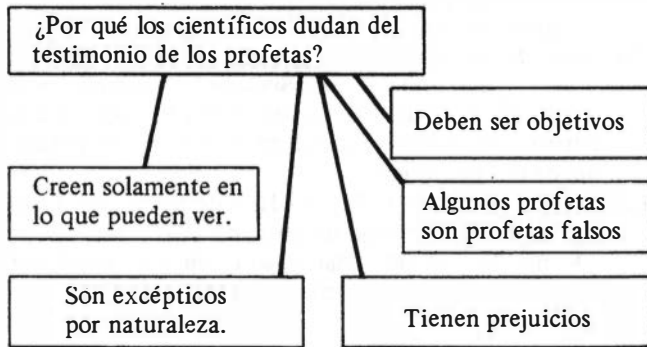 ¿Por qué los científicos dudan del
testimonio de los profetas?
Deben ser objetivos
Creen solamente en
lo que pueden ver.
Algunos profetas
son profetas falsos
Son excépticos
por naturaleza.
Tienen prejuicios